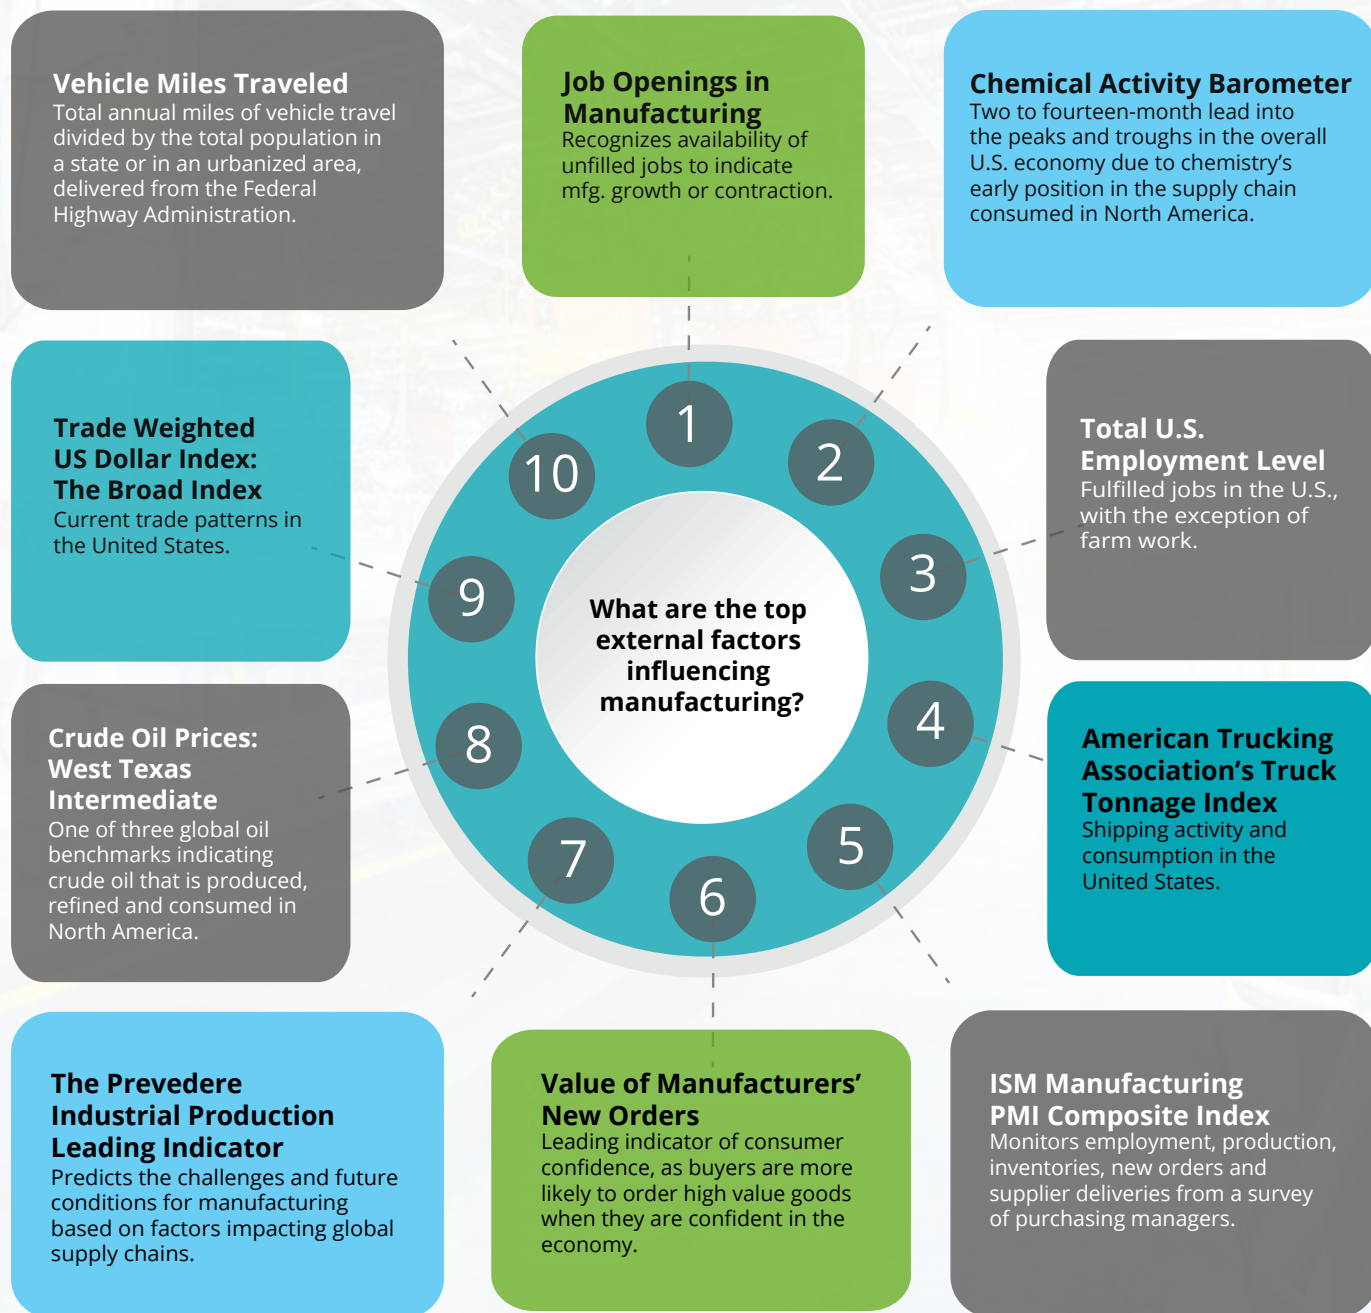 Vehicle Miles Traveled
Total annual miles of vehicle travel
divided by the total population in
a state or in an urbanized area,
delivered from the Federal
Highway Administration.
Job Openings in
Manufacturing
Recognizes availability of
unfilled jobs to indicate
mfg. growth or contraction.
Chemical Activity Barometer
Two to fourteen-month lead into
the peaks and troughs in the overall
U.S. economy due to chemistry’s
early position in the supply chain
consumed in North America.
Trade Weighted
US Dollar Index:
The Broad Index
Current trade patterns in
the United States.
Total U.S.
Employment Level
Fulfilled jobs in the U.S.,
with the exception of
farm work.
1
2
3
4
5
6
7
8
9
10
What are the top
external factors
influencing
manufacturing?
Crude Oil Prices:
West Texas
Intermediate
One of three global oil
benchmarks indicating
crude oil that is produced,
refined and consumed in
North America.
American Trucking
Association’s Truck
Tonnage Index
Shipping activity and
consumption in the
United States.
The Prevedere
Industrial Production
Leading Indicator
Predicts the challenges and future
conditions for manufacturing
based on factors impacting global
supply chains.
Value of Manufacturers’
New Orders
Leading indicator of consumer
confidence, as buyers are more
likely to order high value goods
when they are confident in the
economy.
ISM Manufacturing
PMI Composite Index
Monitors employment, production,
inventories, new orders and
supplier deliveries from a survey
of purchasing managers.